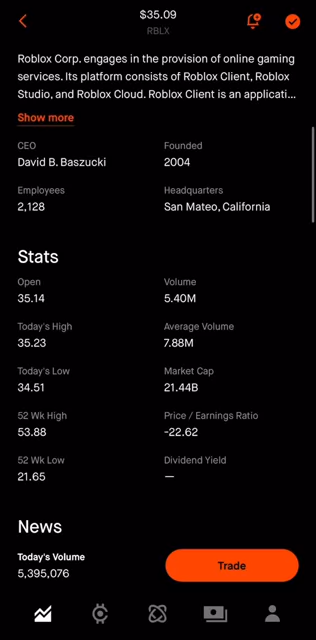 $35.09
RBLX
Roblox Corp. engages in the provision of online gaming
services. Its platform consists of Roblox Client, Roblox
Studio, and Roblox Cloud. Roblox Client is an applicati...
Show more
CEO Founded
David B. Baszucki 2004
Employees Headquarters
2,128 San Mateo, California
Stats
Open Volume
35.14 5.40M
Today's High Average Volume
35.23 7.88M
Today's Low Market Cap
34.51 21.44B
52 Wk High Price / Earnings Ratio
53.88 -22.62
52 Wk Low Dividend Yield
21.65 —
News
Today's Volume
5,395,076
Trade